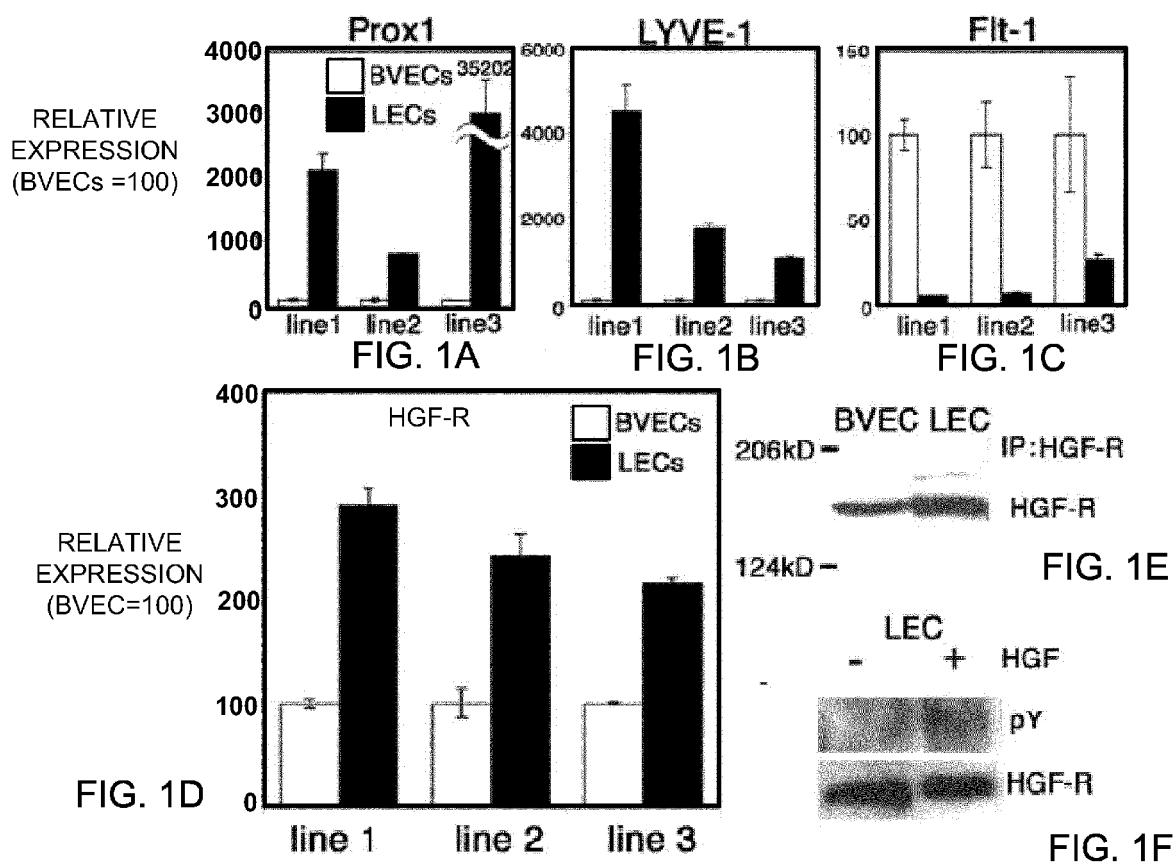 Prox1
4000
3000
2000
1000
0
BVECs
LECs
35202
RELATIVE
EXPRESSION
(BVECs =100)
line1 line2 line3
FIG. 1A
LYVE-1
6000
4000
2000
0
line1 line2 line3
FIG. 1B
Flt-1
150
100
50
0
line1 line2 line3
FIG. 1C
HGF-R
400
300
200
100
0
BVECs
LECs
RELATIVE
EXPRESSION
(BVEC=100)
line 1 line 2 line 3
FIG. 1D
BVEC LEC
206kD
IP:HGF-R
HGF-R
124kD
FIG. 1E
LEC
- + HGF
pY
HGF-R
FIG. 1F